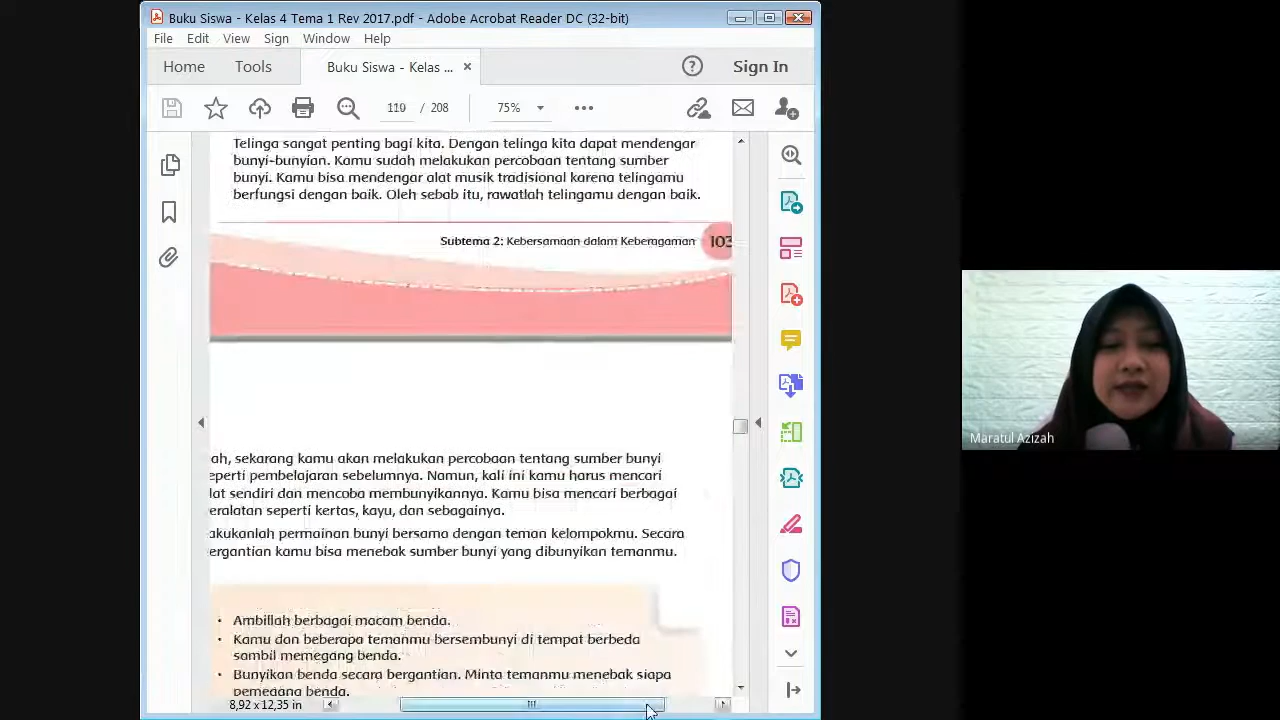 Buku Siswa - Kelas 4 Tema 1 Rev 2017.pdf - Adobe Acrobat Reader DC (32-bit)
File Edit View Sign Window Help
Home Tools Buku Siswa - Kelas ... × Sign In
110 / 208 75%
Telinga sangat penting bagi kita. Dengan telinga kita dapat mendengar
bunyi-bunyian. Kamu sudah melakukan percobaan tentang sumber
bunyi. Kamu bisa mendengar alat musik tradisional karena telingamu
berfungsi dengan baik. Oleh sebab itu, rawatlah telingamu dengan baik.
Subtema 2: Kebersamaan dalam Keberagaman 103
ah, sekarang kamu akan melakukan percobaan tentang sumber bunyi
eperti pembelajaran sebelumnya. Namun, kali ini kamu harus mencari
lat sendiri dan mencoba membunyikannya. Kamu bisa mencari berbagai
eralatan seperti kertas, kayu, dan sebagainya.
akukanlah permainan bunyi bersama dengan teman kelompokmu. Secara
ergantian kamu bisa menebak sumber bunyi yang dibunyikan temanmu.
• Ambillah berbagai macam benda.
• Kamu dan beberapa temanmu bersembunyi di tempat berbeda
sambil memegang benda.
• Bunyikan benda secara bergantian. Minta temanmu menebak siapa
pemegang benda.
8,92 x 12,35 in
Maratul Azizah